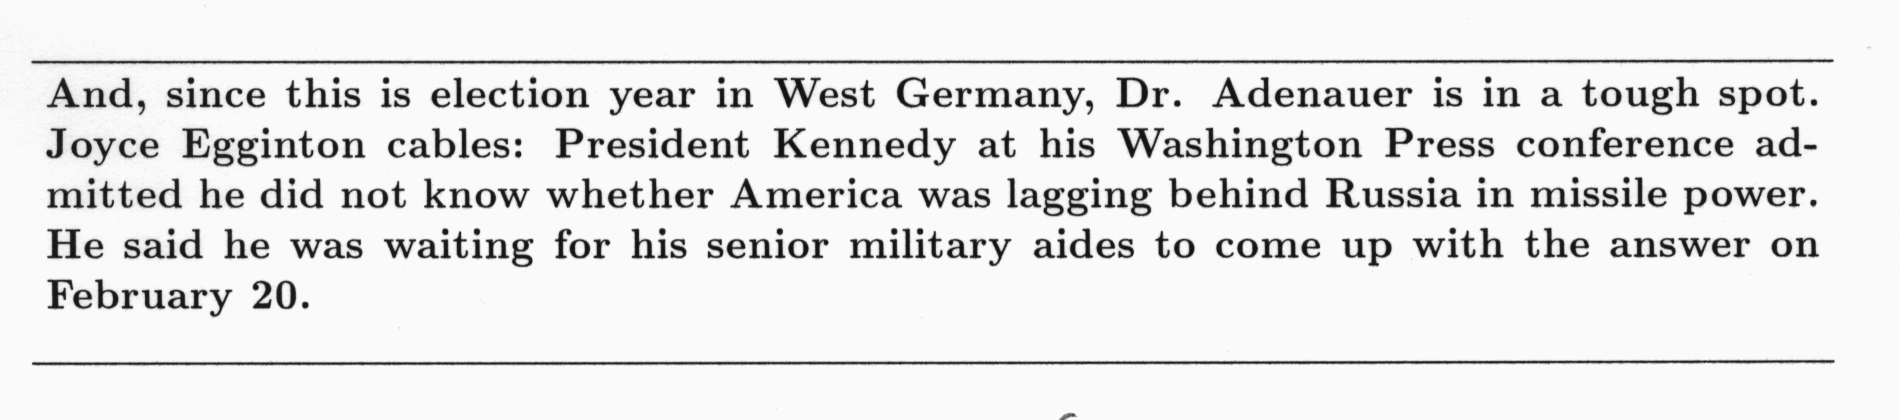 And, since this is election year in West Germany, Dr. Adenauer is in a tough spot.
Joyce Egginton cables: President Kennedy at his Washington Press conference ad-
mitted he did not know whether America was lagging behind Russia in missile power.
He said he was waiting for his senior military aides to come up with the answer on
February 20.